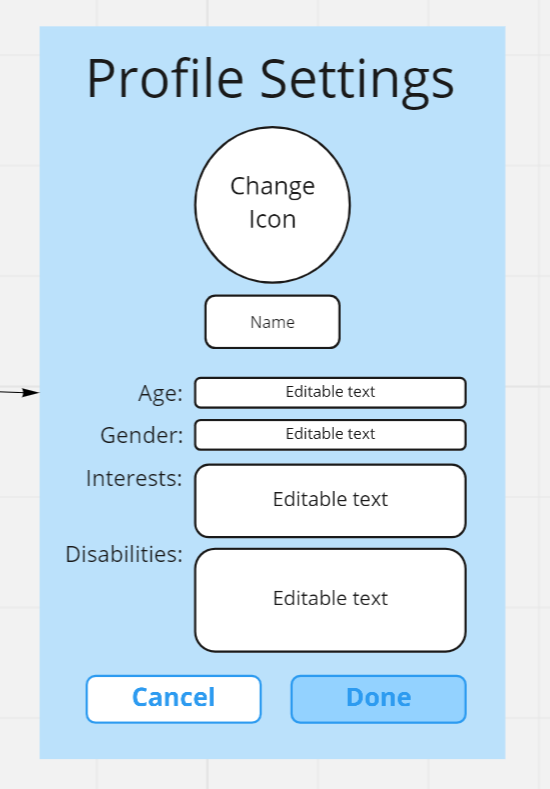 Profile Settings
Change
Icon
Name
Age: Editable text
Gender: Editable text
Interests: Editable text
Disabilities: Editable text
Cancel Done